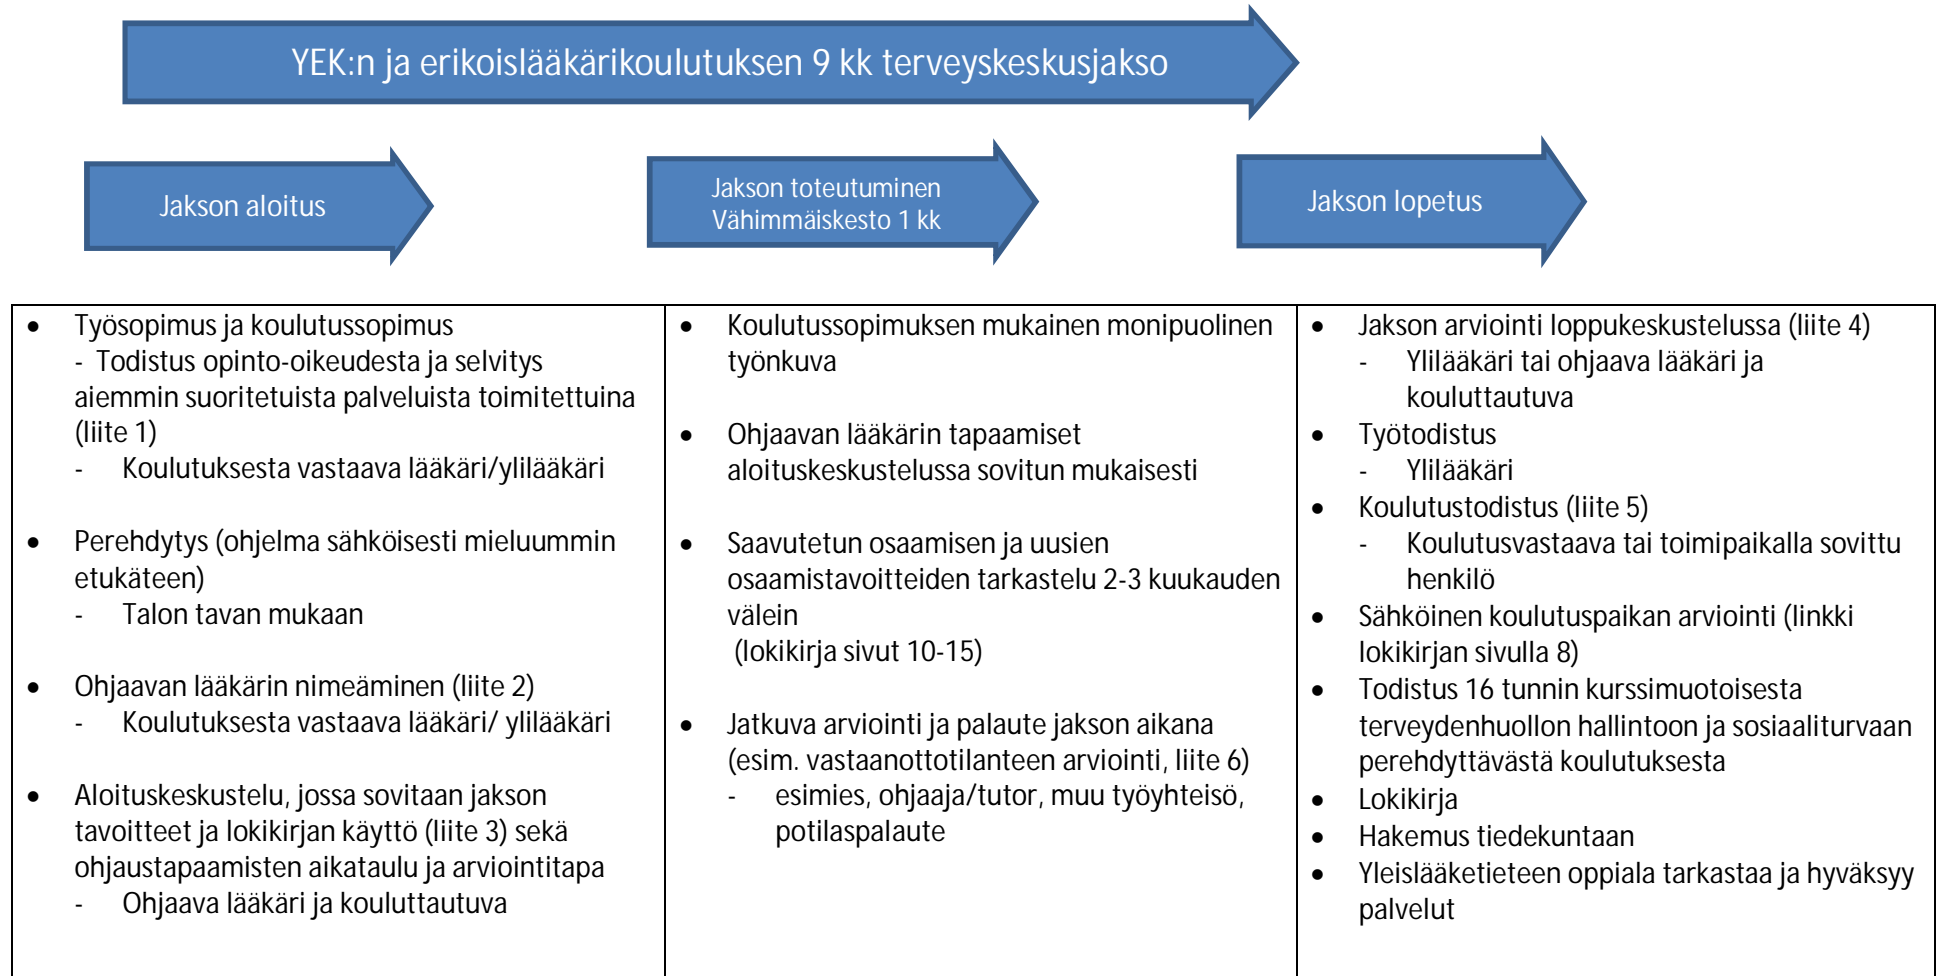 YEK:n ja erikoislääkärikoulutuksen 9 kk terveyskeskusjakso
Jakson aloitus
Jakson toteutuminen
Vähimmäiskesto 1 kk
Jakson lopetus
• Työsopimus ja koulutussopimus
- Todistus opinto-oikeudesta ja selvitys
aiemmin suoritetuista palveluista toimitettuina
(liite 1)
- Koulutuksesta vastaava lääkäri/ylilääkäri
• Perehdytys (ohjelma sähköisesti mieluummin
etukäteen)
- Talon tavan mukaan
• Ohjaavan lääkärin nimeäminen (liite 2)
- Koulutuksesta vastaava lääkäri/ ylilääkäri
• Aloituskeskustelu, jossa sovitaan jakson
tavoitteet ja lokikirjan käyttö (liite 3) sekä
ohjaustapaamisten aikataulu ja arviointitapa
- Ohjaava lääkäri ja kouluttautuva
• Koulutussopimuksen mukainen monipuolinen
työnkuva
• Ohjaavan lääkärin tapaamiset
aloituskeskustelussa sovitun mukaisesti
• Saavutetun osaamisen ja uusien
osaamistavoitteiden tarkastelu 2-3 kuukauden
välein
(lokikirja sivut 10-15)
• Jatkuva arviointi ja palaute jakson aikana
(esim. vastaanottotilanteen arviointi, liite 6)
- esimies, ohjaaja/tutor, muu työyhteisö,
potilaspalaute
• Jakson arviointi loppukeskustelussa (liite 4)
- Ylilääkäri tai ohjaava lääkäri ja
kouluttautuva
• Työtodistus
- Ylilääkäri
• Koulutustodistus (liite 5)
- Koulutusvastaava tai toimipaikalla sovittu
henkilö
• Sähköinen koulutuspaikan arviointi (linkki
lokikirjan sivulla 8)
• Todistus 16 tunnin kurssimuotoisesta
terveydenhuollon hallintoon ja sosiaaliturvaan
perehdyttävästä koulutuksesta
• Lokikirja
• Hakemus tiedekuntaan
• Yleislääketieteen oppiala tarkastaa ja hyväksyy
palvelut